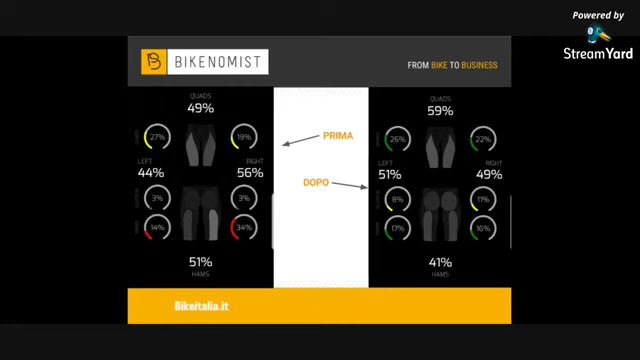 Powered by
StreamYard
BIKENOMIST
FROM BIKE TO BUSINESS
QUADS
49%
27%
19%
LEFT
44%
RIGHT
56%
3%
3%
14%
34%
51%
HAMS
PRIMA
DOPO
QUADS
59%
26%
22%
LEFT
51%
RIGHT
49%
8%
11%
17%
16%
41%
HAMS
Bikeitalia.it